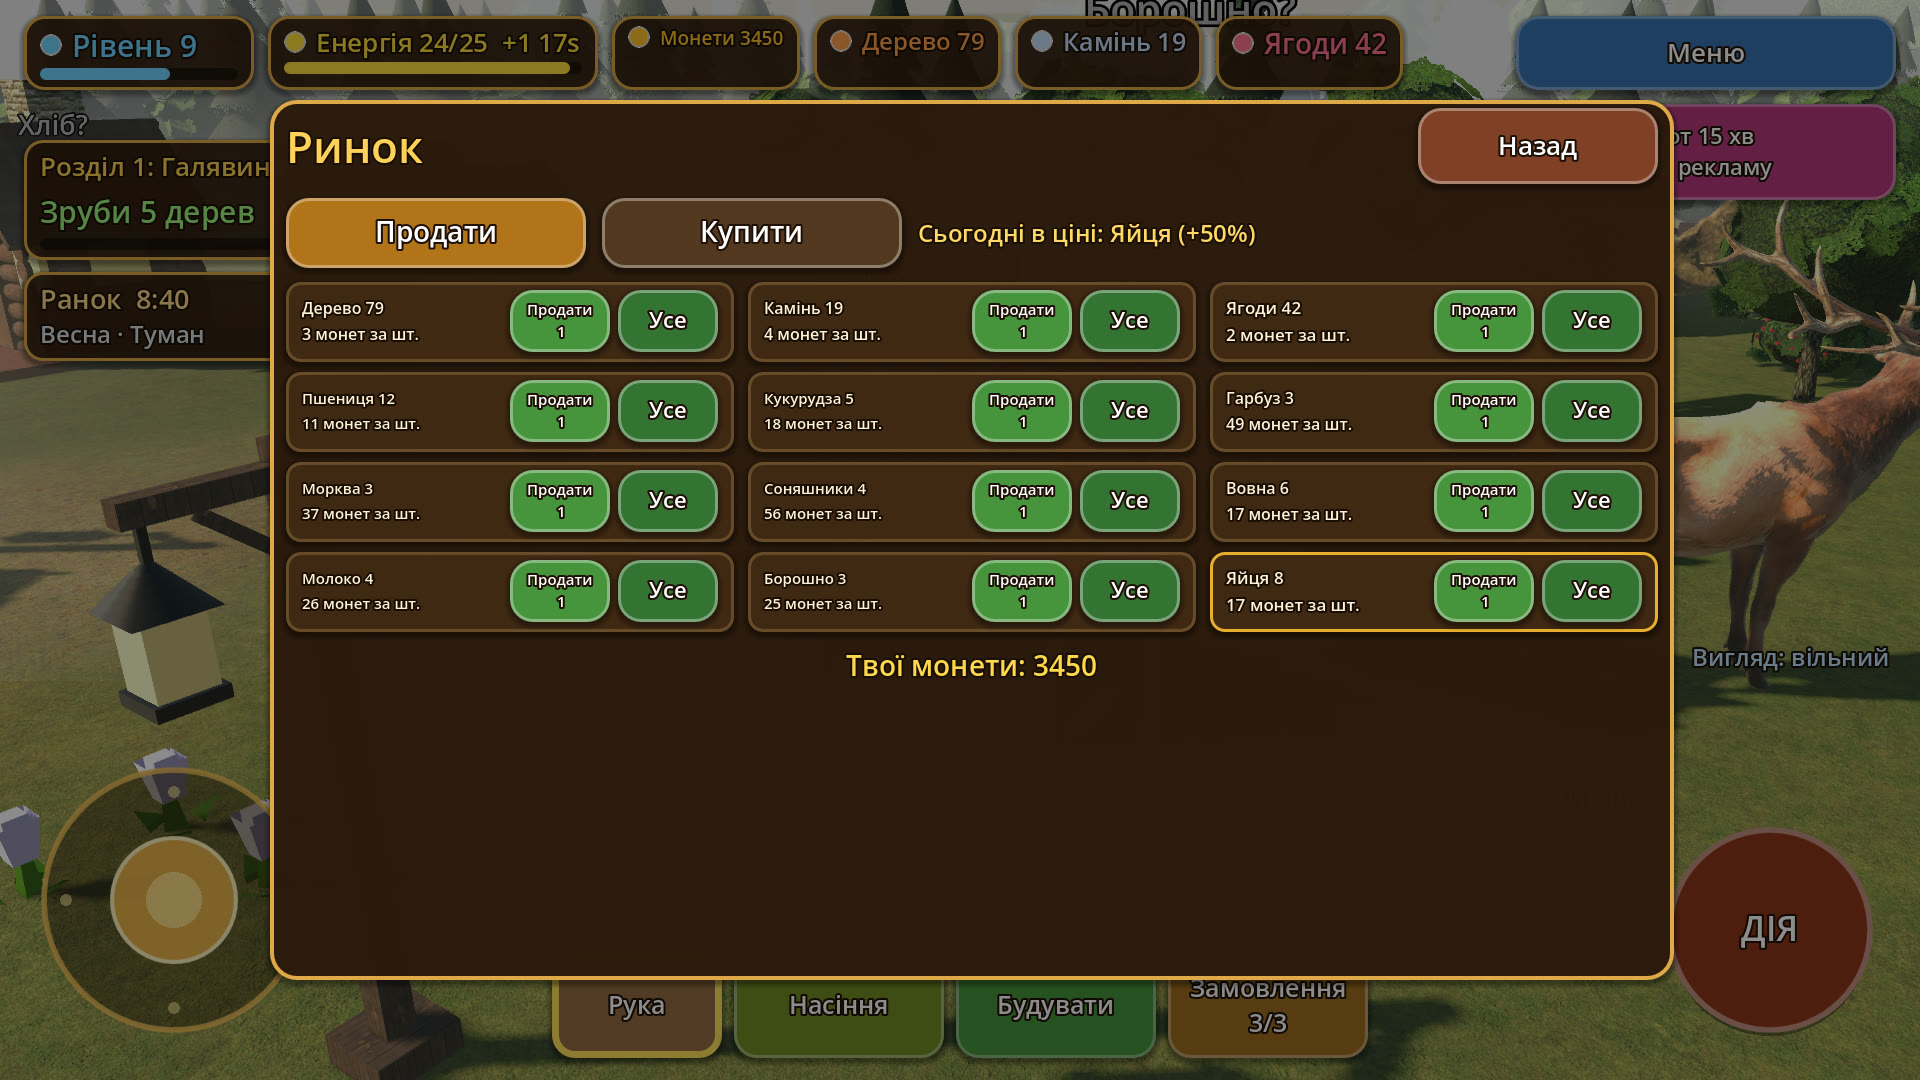 Борошно?
Рівень 9
Енергія 24/25 +1 17s
Монети 3450
Дерево 79
Камінь 19
Ягоди 42
Меню
Хліб?
от 15 хв
рекламу
Розділ 1: Галявин
Зруби 5 дерев
Ранок 8:40
Весна · Туман
Ринок
Назад
Продати
Купити
Сьогодні в ціні: Яйця (+50%)
Дерево 79
3 монет за шт.
Продати
1
Усе
Камінь 19
4 монет за шт.
Продати
1
Усе
Ягоди 42
2 монет за шт.
Продати
1
Усе
Пшениця 12
11 монет за шт.
Продати
1
Усе
Кукурудза 5
18 монет за шт.
Продати
1
Усе
Гарбуз 3
49 монет за шт.
Продати
1
Усе
Морква 3
37 монет за шт.
Продати
1
Усе
Соняшники 4
56 монет за шт.
Продати
1
Усе
Вовна 6
17 монет за шт.
Продати
1
Усе
Молоко 4
26 монет за шт.
Продати
1
Усе
Борошно 3
25 монет за шт.
Продати
1
Усе
Яйця 8
17 монет за шт.
Продати
1
Усе
Твої монети: 3450
Вигляд: вільний
ДІЯ
Рука
Насіння
Будувати
Замовлення
3/3